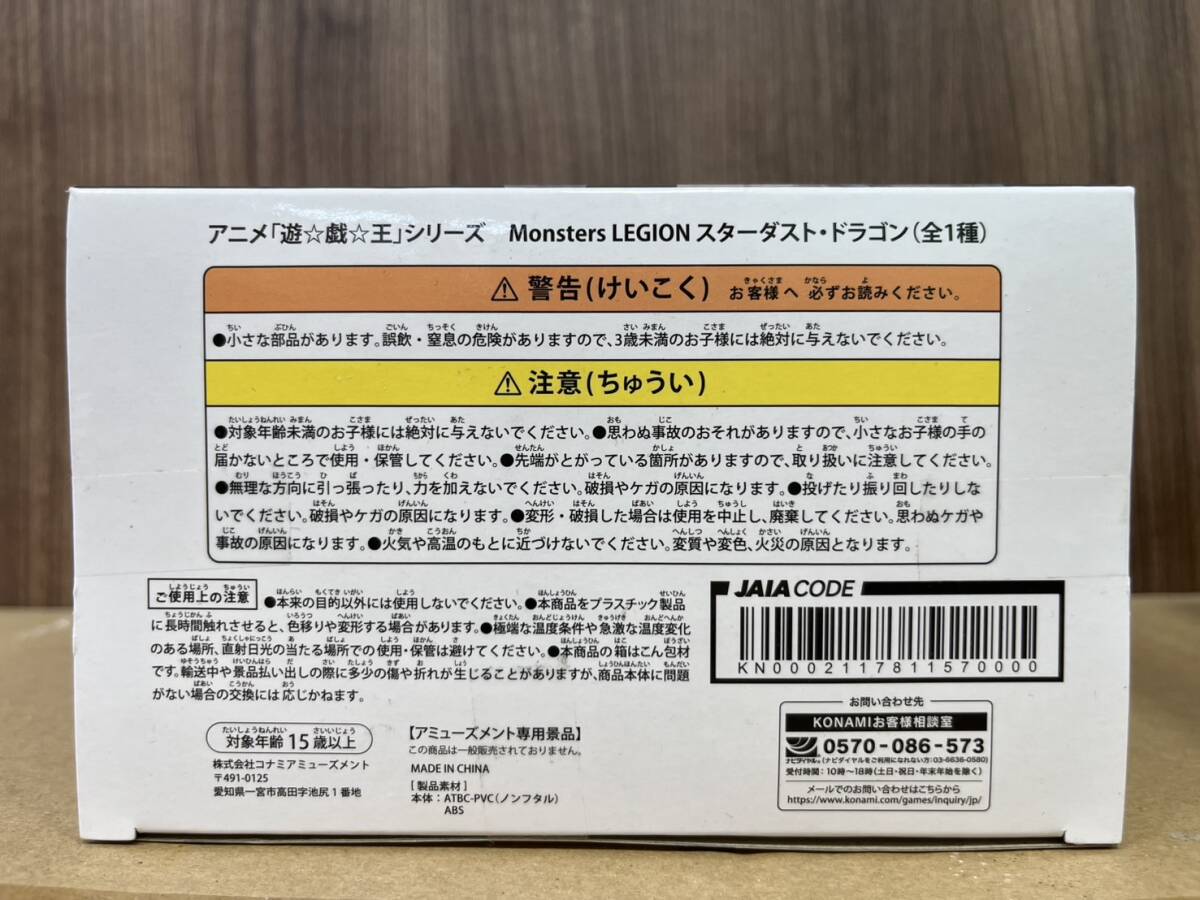 アニメ「遊☆戯☆王」シリーズ　Monsters LEGION スターダスト・ドラゴン（全1種）
⚠ 警告(けいこく) お客様へ 必ずお読みください。
●小さな部品があります。誤飲・窒息の危険がありますので、3歳未満のお子様には絶対に与えないでください。
⚠ 注意(ちゅうい)
●対象年齢未満のお子様には絶対に与えないでください。●思わぬ事故のおそれがありますので、小さなお子様の手の
届かないところで使用・保管してください。●先端がとがっている箇所がありますので、取り扱いに注意してください。
●無理な方向に引っ張ったり、力を加えないでください。破損やケガの原因になります。●投げたり振り回したりしな
いでください。破損やケガの原因になります。●変形・破損した場合は使用を中止し、廃棄してください。思わぬケガや
事故の原因になります。●火気や高温のもとに近づけないでください。変質や変色、火災の原因となります。
ご使用上の注意 ●本来の目的以外には使用しないでください。●本商品をプラスチック製品
に長時間触れさせると、色移りや変形する場合があります。●極端な温度条件や急激な温度変化
のある場所、直射日光の当たる場所での使用・保管は避けてください。●本商品の箱はこん包材
です。輸送中や景品払い出しの際に多少の傷や折れが生じることがありますが、商品本体に問題
がない場合の交換には応じかねます。
JAIA CODE
KN00021178115700​00
対象年齢 15歳以上
株式会社コナミアミューズメント
〒491-0125
愛知県一宮市高田字池尻１番地
【アミューズメント専用景品】
この商品は一般販売されておりません。
MADE IN CHINA
[ 製品素材 ]
本体：ATBC-PVC（ノンフタル）
ABS
お問い合わせ先
KONAMIお客様相談室
ナビダイヤル。 0570-086-573
（ナビダイヤルをご利用になれない方：03-6636-0580）
受付時間：10時～18時（土日・祝日・年末年始を除く）
メールでのお問い合わせはこちらから
https://www.konami.com/games/inquiry/jp/